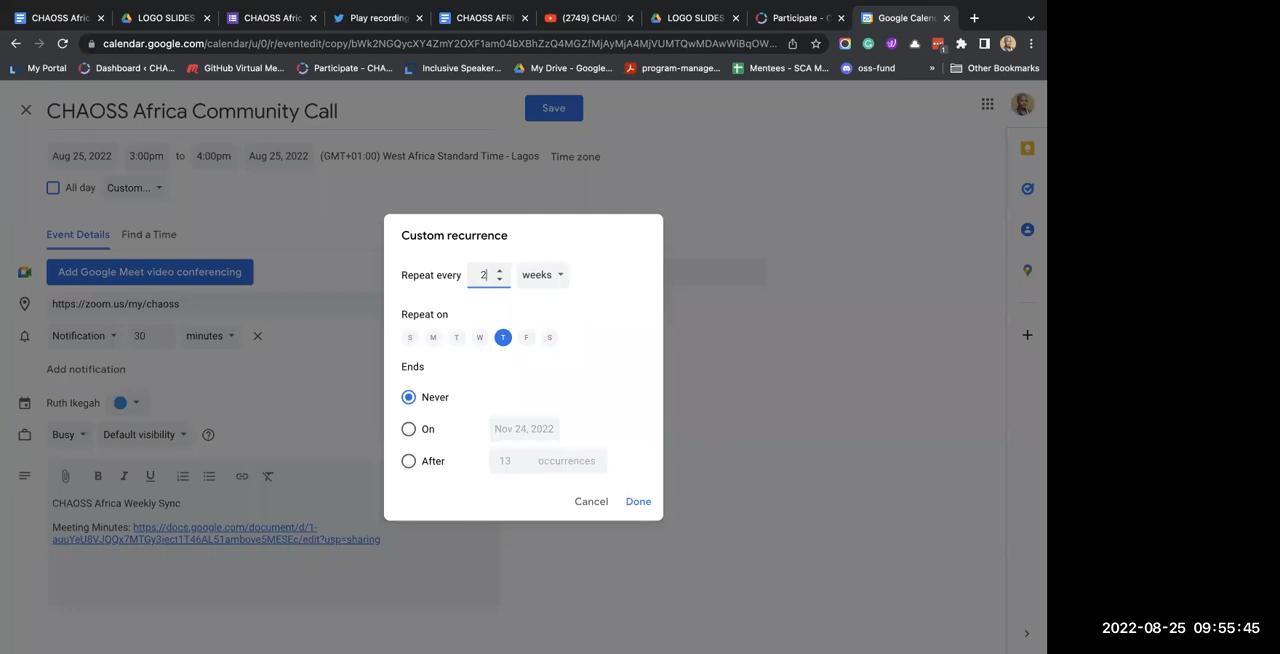 CHAOSS Afric
LOGO SLIDES
CHAOSS Afric
Play recording
CHAOSS AFRI
(2749) CHAOS
LOGO SLIDES
Participate - C
Google Calen
calendar.google.com/calendar/u/0/r/eventedit/copy/bWk2NGQycXY4ZmY2OXF1am04bXBhZzQ4MGZfMjAyMjA4MjVUMTQwMDAwWiBqOW...
1
My Portal
Dashboard ‹ CHA...
GitHub Virtual Me...
Participate - CHA...
Inclusive Speaker...
My Drive - Google...
program-manage...
Mentees - SCA M...
oss-fund
»
Other Bookmarks
CHAOSS Africa Community Call
Save
Aug 25, 2022 3:00pm to 4:00pm Aug 25, 2022 (GMT+01:00) West Africa Standard Time - Lagos Time zone
All day Custom...
Event Details Find a Time
Add Google Meet video conferencing
https://zoom.us/my/chaoss
Notification 30 minutes
Add notification
Ruth Ikegah
Busy Default visibility
B I U
CHAOSS Africa Weekly Sync
Meeting Minutes: https://docs.google.com/document/d/1-
auuYeU8VJQQx7MTGy3iect1T46AL51ambove5MESEc/edit?usp=sharing
Custom recurrence
Repeat every 2 weeks
Repeat on
S M T W T F S
Ends
Never
On Nov 24, 2022
After 13 occurrences
Cancel Done
2022-08-25 09:55:45